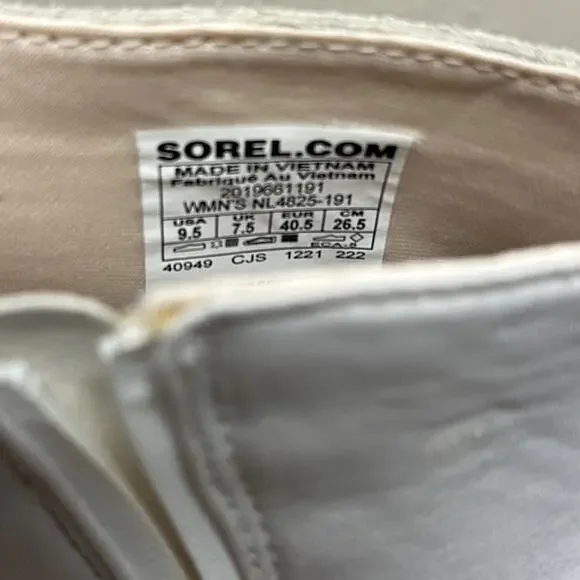 SOREL.COM
MADE IN VIETNAM
Fabriqué Au Vietnam
2019661191
WMN'S NL4825-191
USA UK EUR CM
9.5 7.5 40.5 26.5
40949 CJS 1221 222